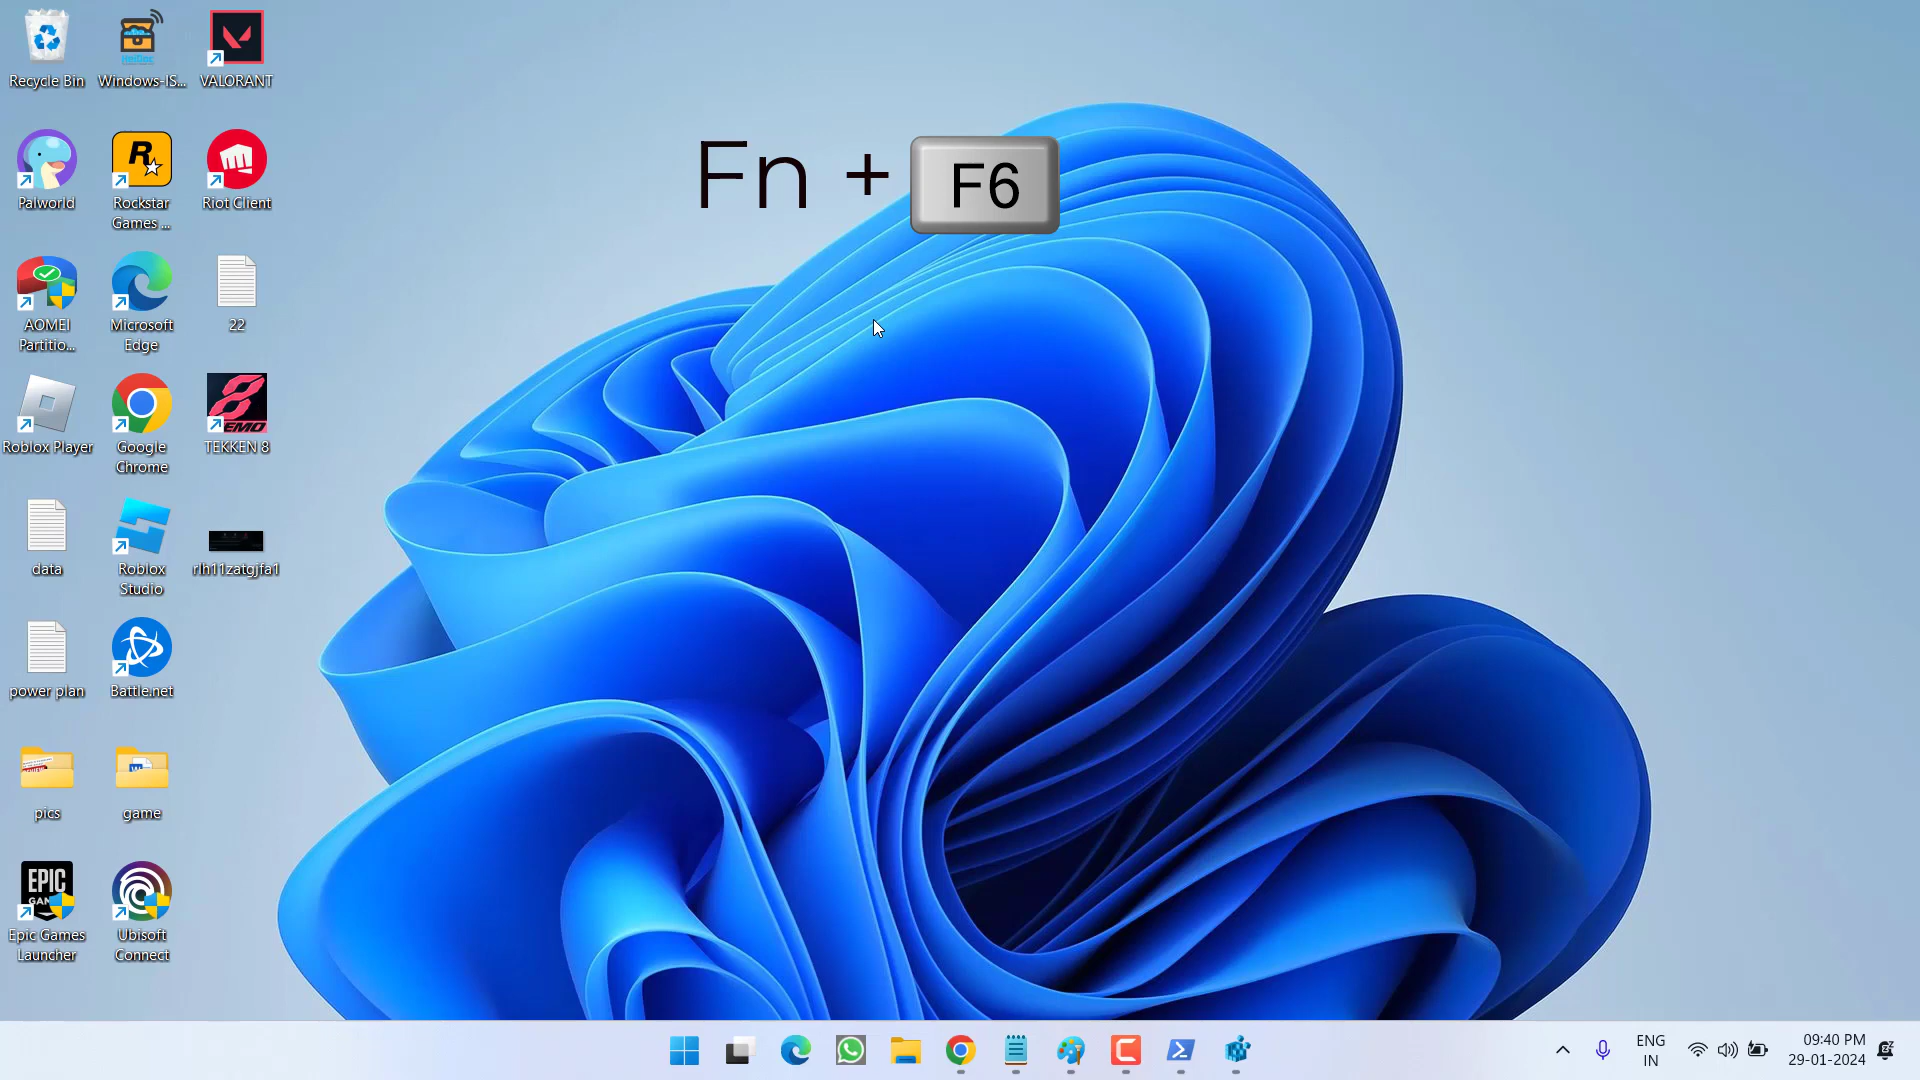 Fn + F6
Recycle Bin
Windows-IS...
VALORANT
Palworld
Rockstar
Games ...
Riot Client
AOMEI
Partitio...
Microsoft
Edge
22
Roblox Player
Google
Chrome
TEKKEN 8
data
Roblox
Studio
rlh11zatgjfa1
power plan
Battle.net
pics
game
EPIC
Epic Games
Launcher
Ubisoft
Connect
ENG
IN
09:40 PM
29-01-2024